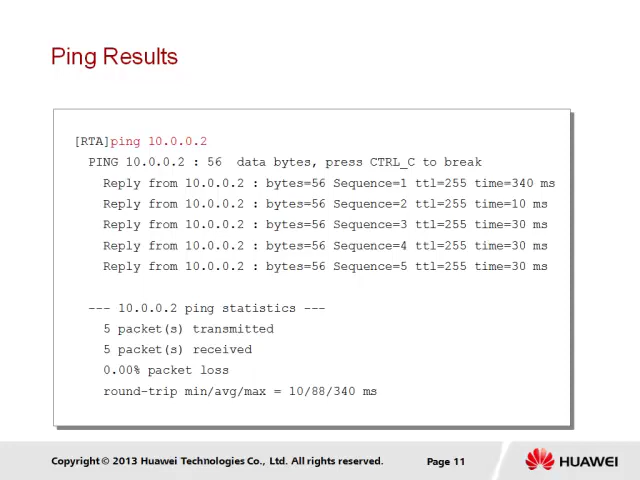 Ping Results
[RTA]ping 10.0.0.2
PING 10.0.0.2 : 56  data bytes, press CTRL_C to break
Reply from 10.0.0.2 : bytes=56 Sequence=1 ttl=255 time=340 ms
Reply from 10.0.0.2 : bytes=56 Sequence=2 ttl=255 time=10 ms
Reply from 10.0.0.2 : bytes=56 Sequence=3 ttl=255 time=30 ms
Reply from 10.0.0.2 : bytes=56 Sequence=4 ttl=255 time=30 ms
Reply from 10.0.0.2 : bytes=56 Sequence=5 ttl=255 time=30 ms
--- 10.0.0.2 ping statistics ---
5 packet(s) transmitted
5 packet(s) received
0.00% packet loss
round-trip min/avg/max = 10/88/340 ms
Copyright © 2013 Huawei Technologies Co., Ltd. All rights reserved.
Page 11
HUAWEI